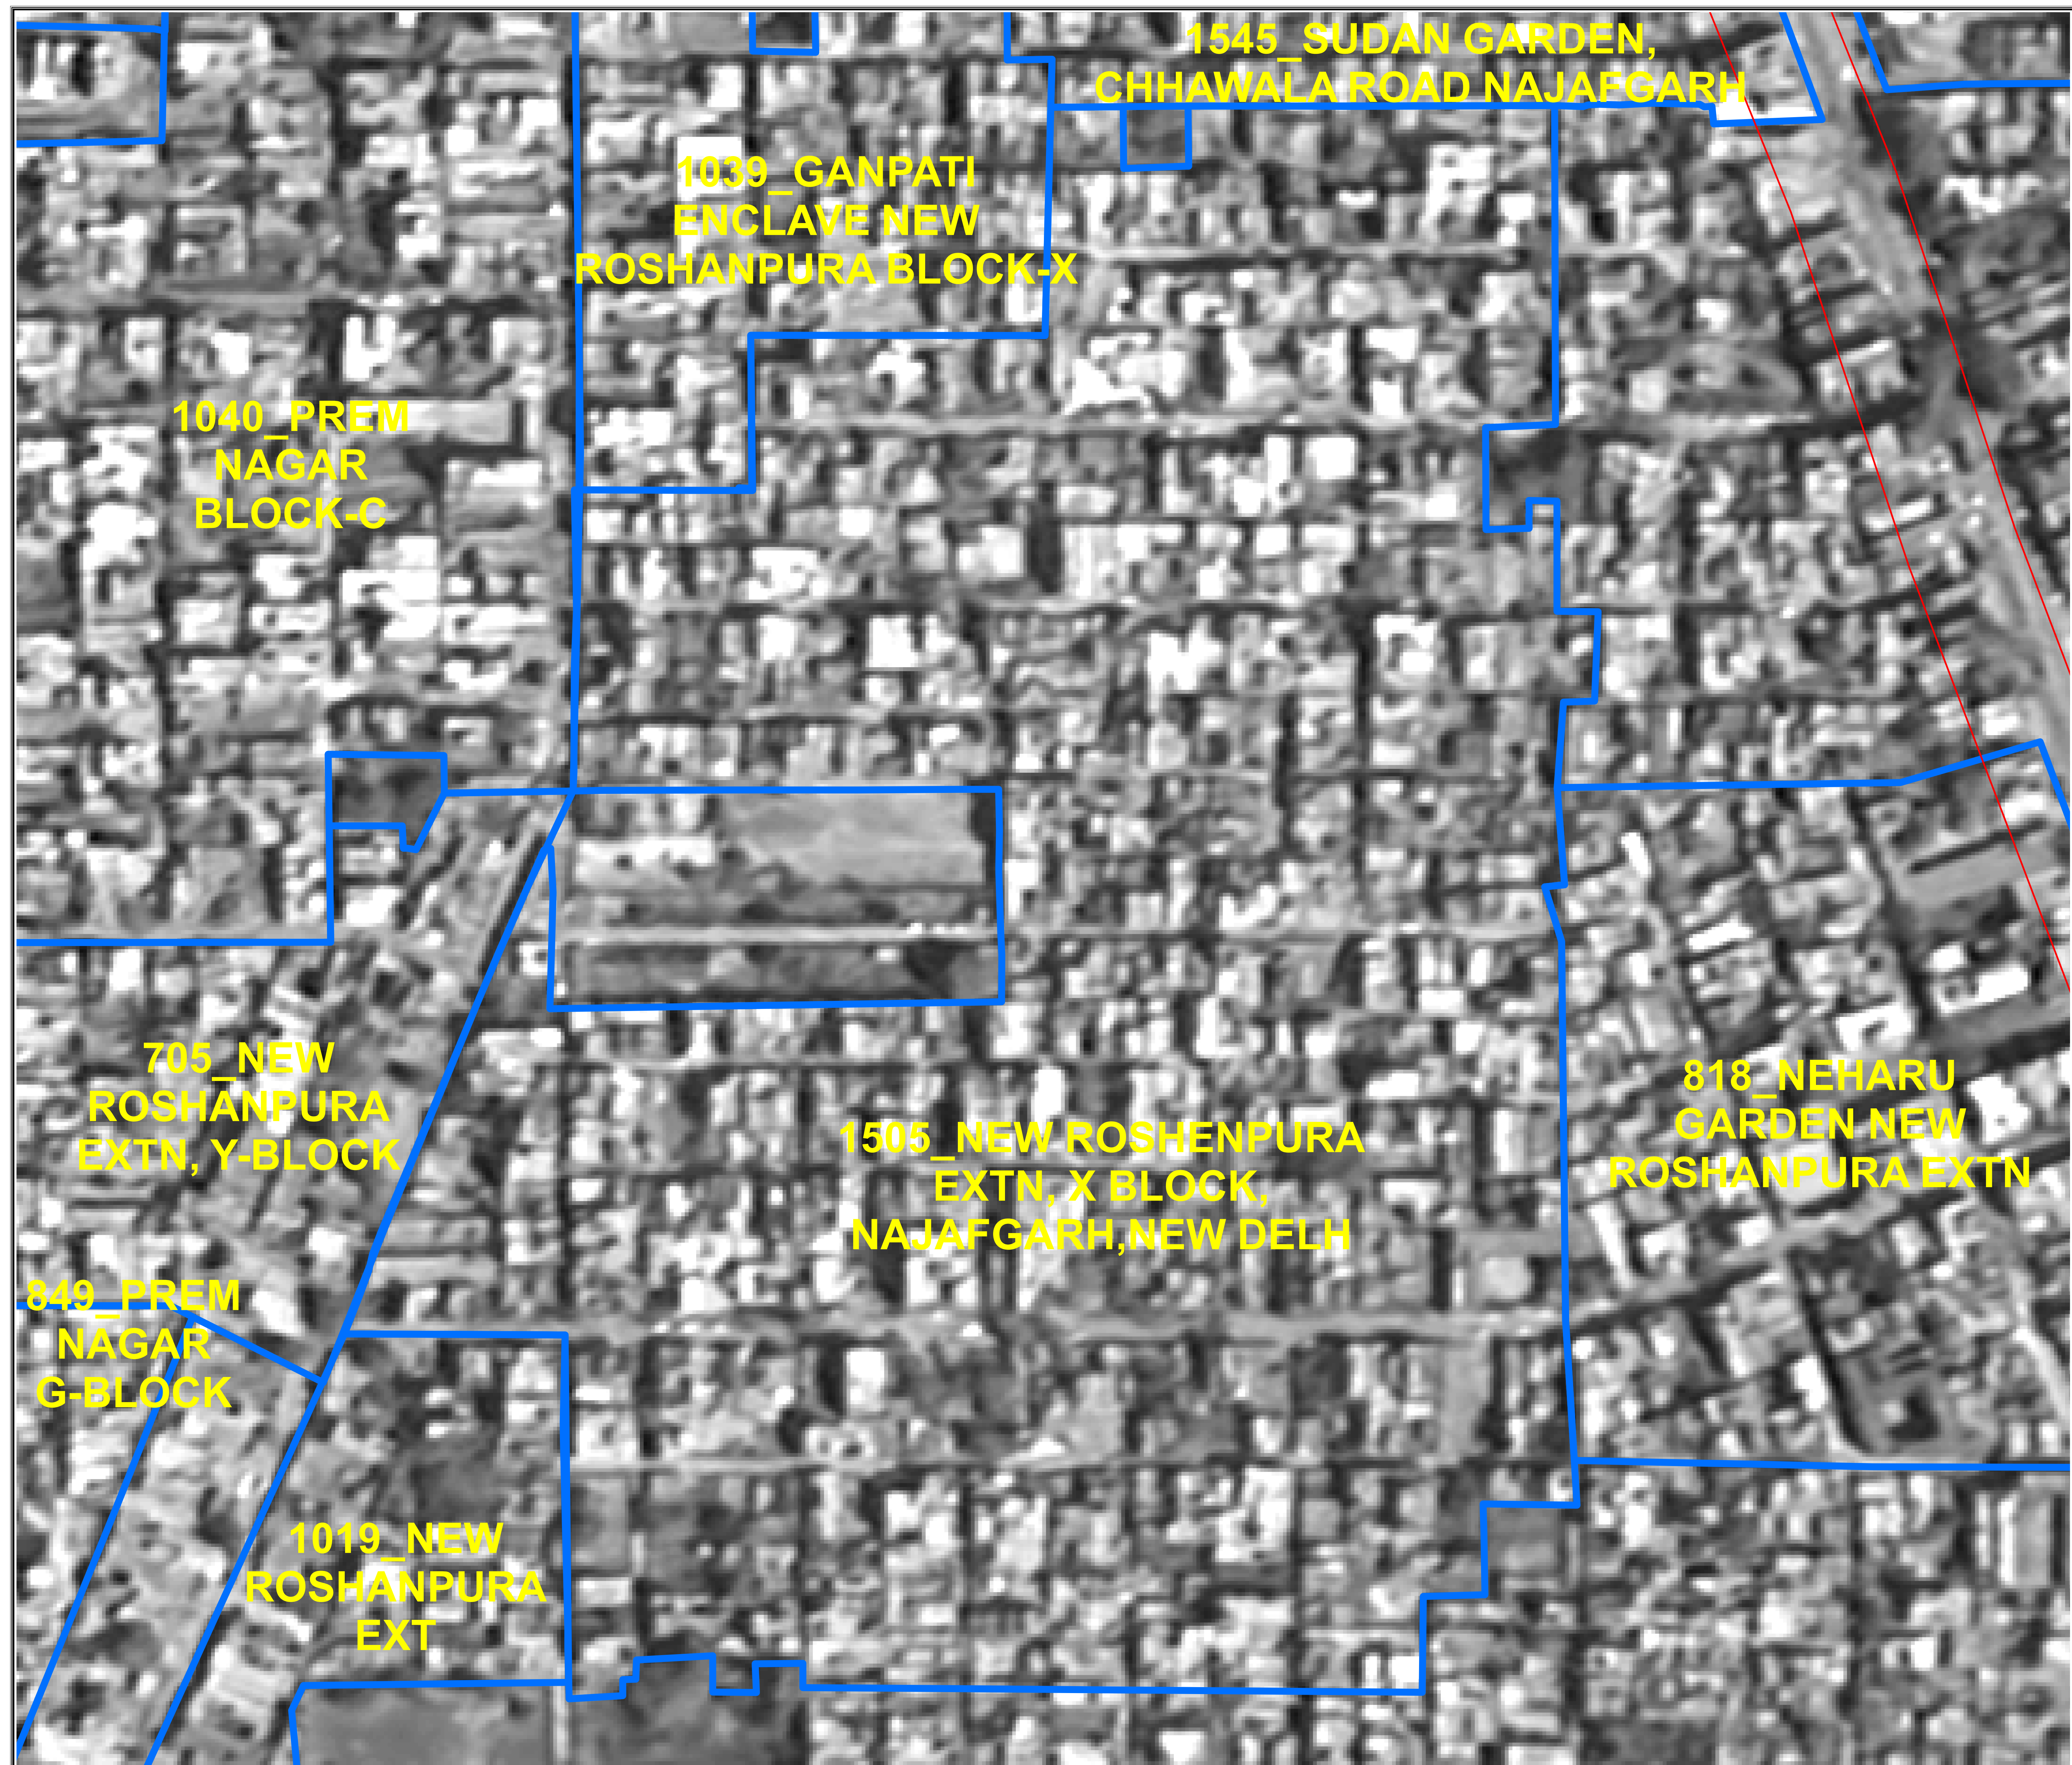 1545_SUDAN GARDEN,
CHHAWALA ROAD NAJAFGARH
1039_GANPATI
ENCLAVE NEW
ROSHANPURA BLOCK-X
1040_PREM
NAGAR
BLOCK-C
705_NEW
ROSHANPURA
EXTN, Y-BLOCK
818_NEHARU
GARDEN NEW
ROSHANPURA EXTN
1505_NEW ROSHENPURA
EXTN, X BLOCK,
NAJAFGARH,NEW DELH
849_PREM
NAGAR
G-BLOCK
1019_NEW
ROSHANPURA
EXT